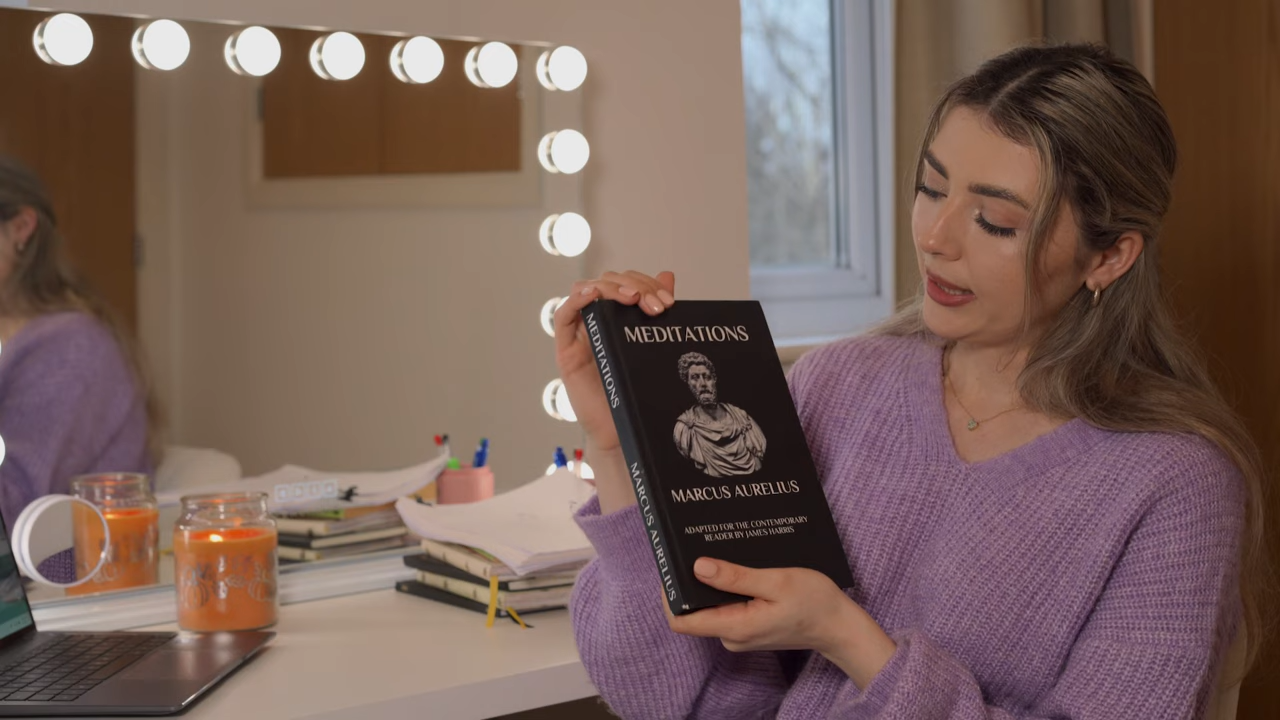 MEDITATIONS
MARCUS AURELIUS
ADAPTED FOR THE CONTEMPORARY
READER BY JAMES HARRIS
MEDITATIONS
MARCUS AURELIUS